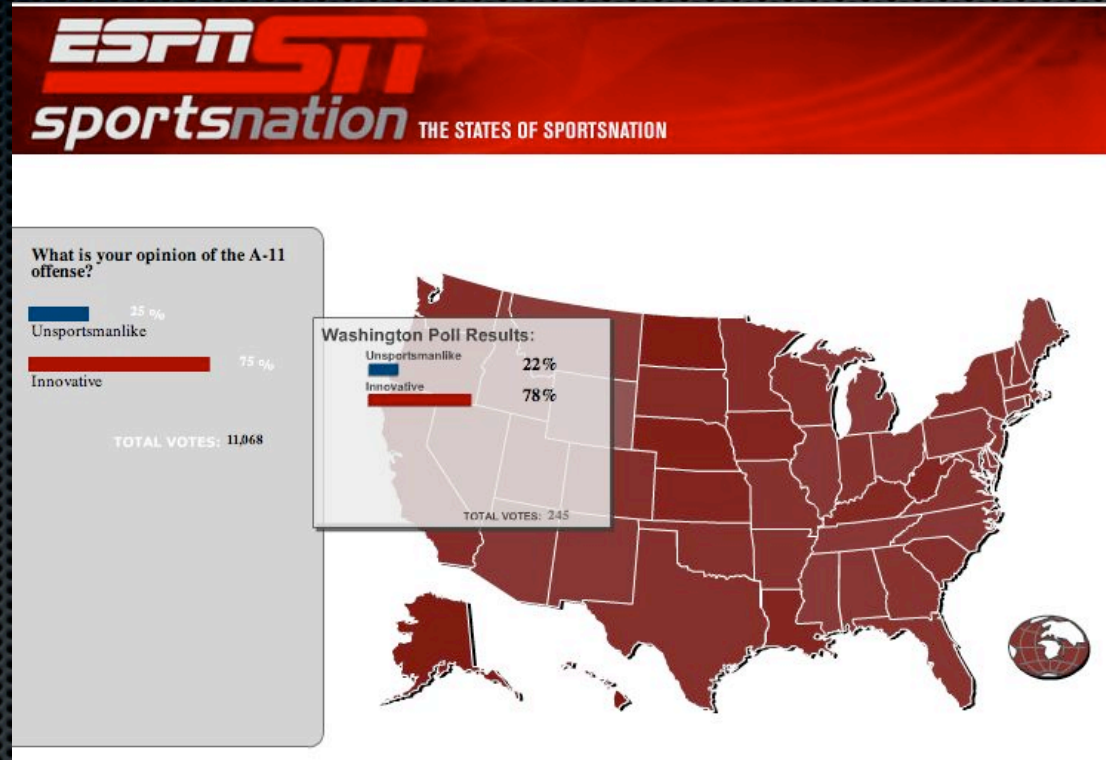 ESPN SN
sportsnation THE STATES OF SPORTSNATION
What is your opinion of the A-11
offense?
25 %
Unsportsmanlike
75 %
Innovative
TOTAL VOTES: 11,068
Washington Poll Results:
Unsportsmanlike
22%
Innovative
78%
TOTAL VOTES: 245